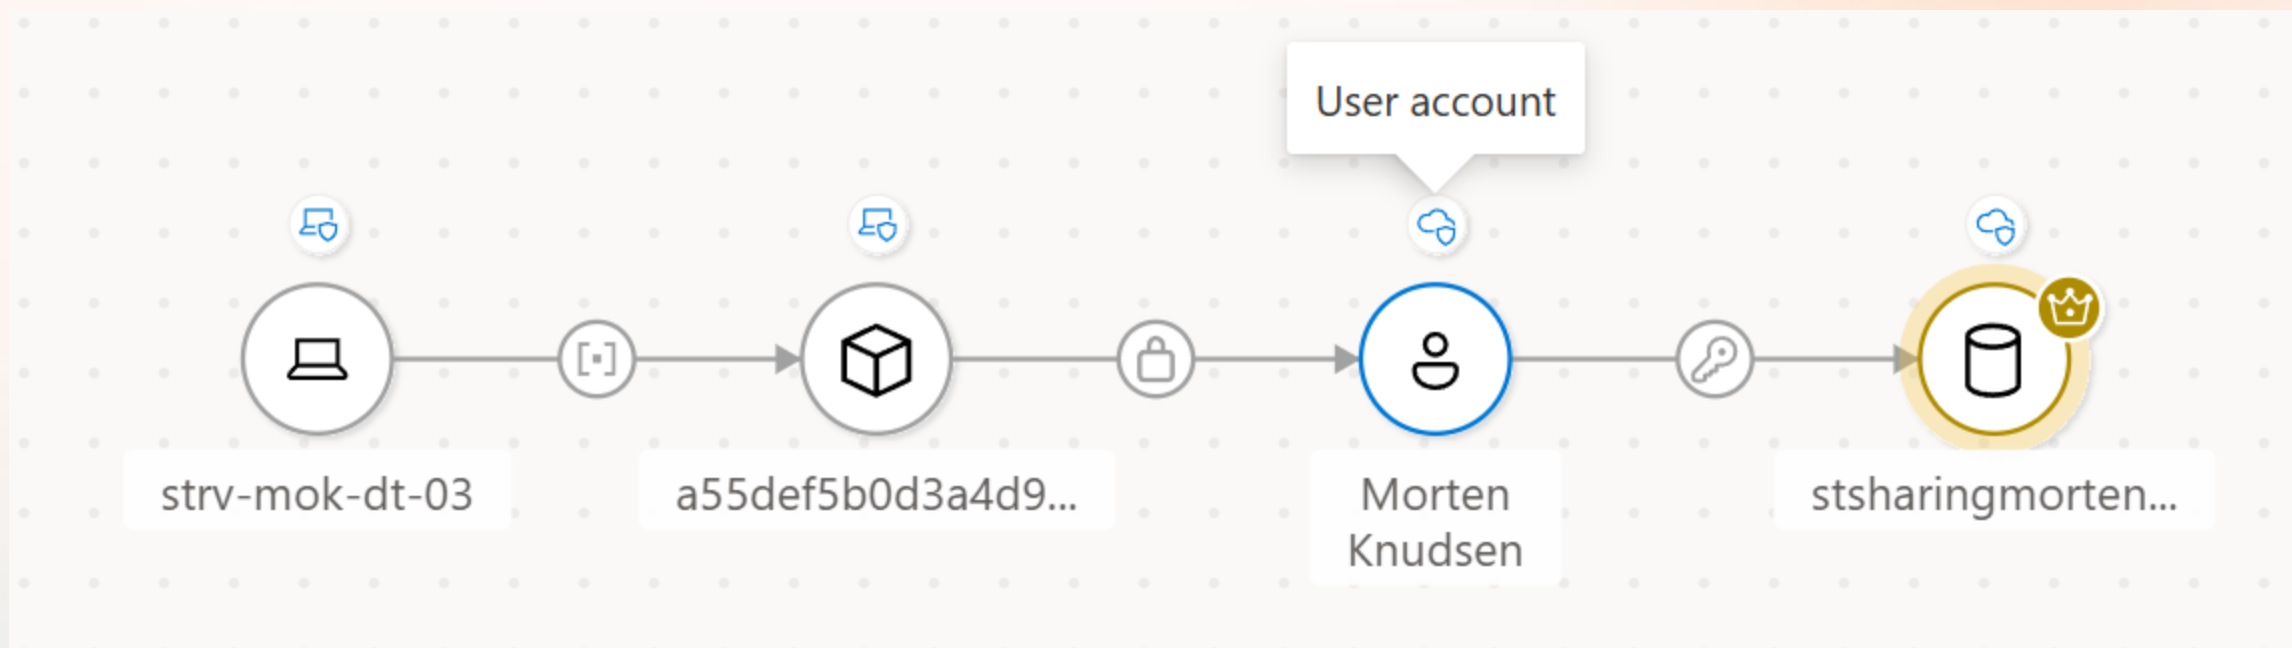 User account
strv-mok-dt-03
a55def5b0d3a4d9...
Morten
Knudsen
stsharingmorten...